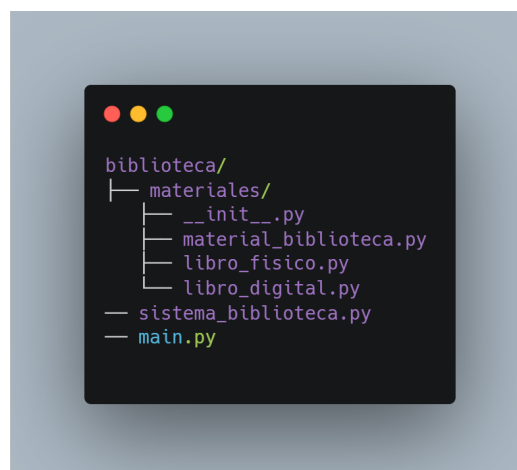 biblioteca/
├── materiales/
    ├── __init__.py
    ├── material_biblioteca.py
    ├── libro_fisico.py
    └── libro_digital.py
── sistema_biblioteca.py
── main.py